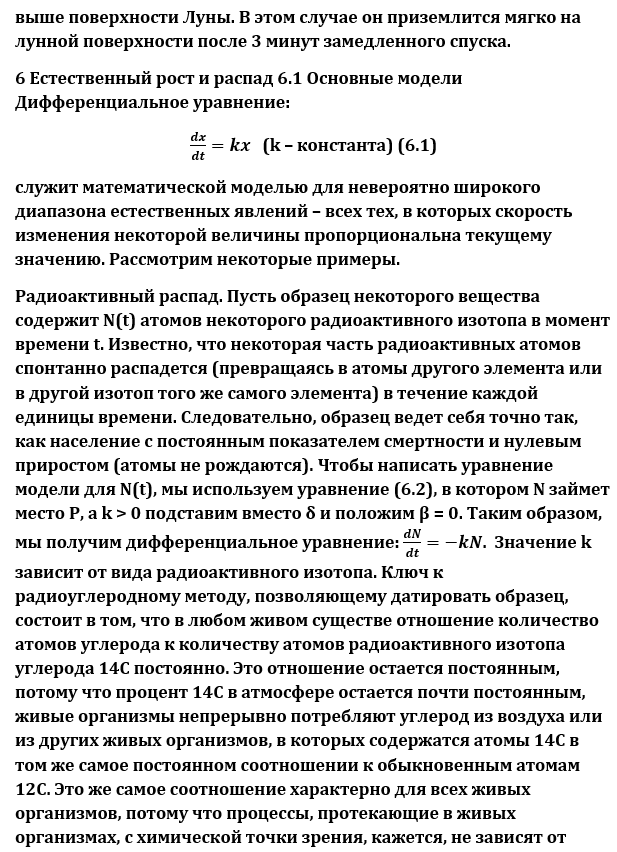 выше поверхности Луны. В этом случае он приземлится мягко на
лунной поверхности после 3 минут замедленного спуска.
6 Естественный рост и распад 6.1 Основные модели
Дифференциальное уравнение:
dx/dt = kx (k – константа) (6.1)
служит математической моделью для невероятно широкого
диапазона естественных явлений – всех тех, в которых скорость
изменения некоторой величины пропорциональна текущему
значению. Рассмотрим некоторые примеры.
Радиоактивный распад. Пусть образец некоторого вещества
содержит N(t) атомов некоторого радиоактивного изотопа в момент
времени t. Известно, что некоторая часть радиоактивных атомов
спонтанно распадется (превращаясь в атомы другого элемента или
в другой изотоп того же самого элемента) в течение каждой
единицы времени. Следовательно, образец ведет себя точно так,
как население с постоянным показателем смертности и нулевым
приростом (атомы не рождаются). Чтобы написать уравнение
модели для N(t), мы используем уравнение (6.2), в котором N займет
место P, а k > 0 подставим вместо δ и положим β = 0. Таким образом,
мы получим дифференциальное уравнение: dN/dt = −kN. Значение k
зависит от вида радиоактивного изотопа. Ключ к
радиоуглеродному методу, позволяющему датировать образец,
состоит в том, что в любом живом существе отношение количество
атомов углерода к количеству атомов радиоактивного изотопа
углерода 14C постоянно. Это отношение остается постоянным,
потому что процент 14C в атмосфере остается почти постоянным,
живые организмы непрерывно потребляют углерод из воздуха или
из других живых организмов, в которых содержатся атомы 14C в
том же самое постоянном соотношении к обыкновенным атомам
12C. Это же самое соотношение характерно для всех живых
организмов, потому что процессы, протекающие в живых
организмах, с химической точки зрения, кажется, не зависят от